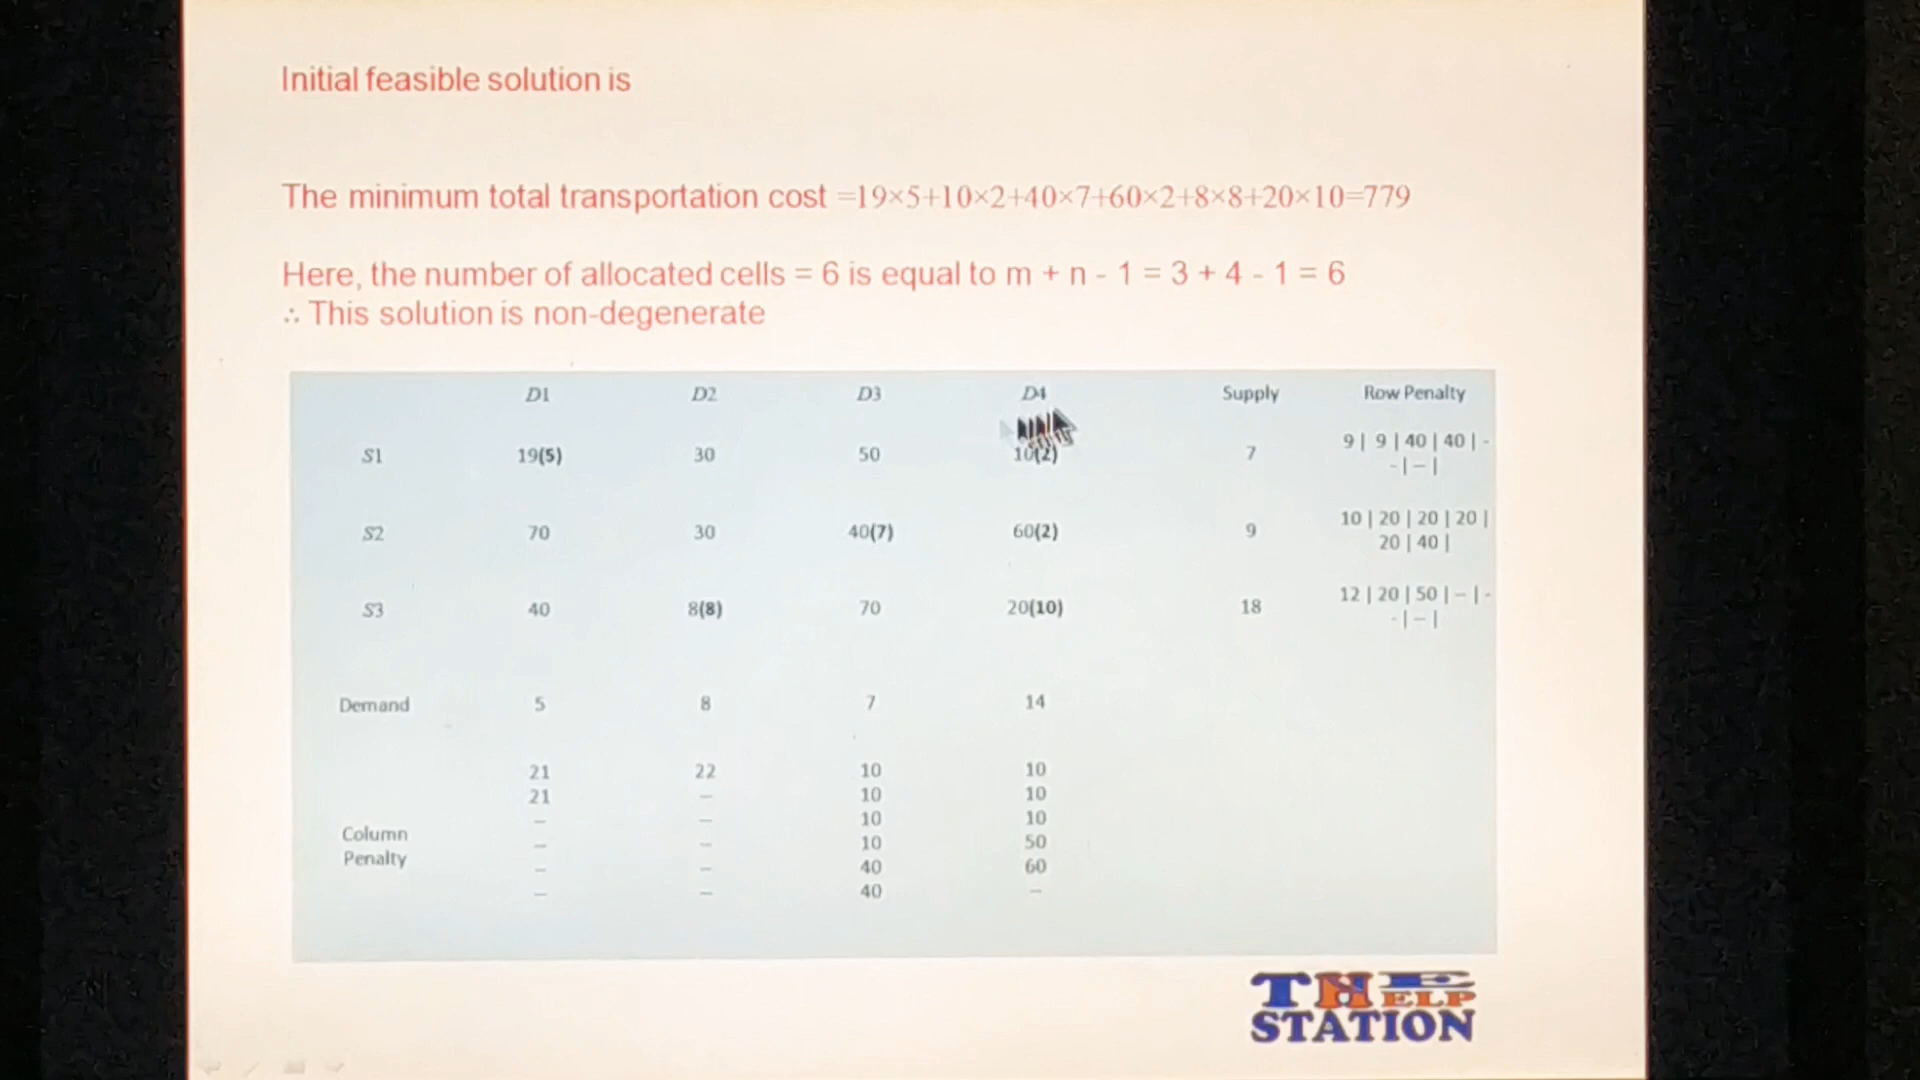 Initial feasible solution is
The minimum total transportation cost =19×5+10×2+40×7+60×2+8×8+20×10=779
Here, the number of allocated cells = 6 is equal to m + n - 1 = 3 + 4 - 1 = 6
∴ This solution is non-degenerate
D1 D2 D3 D4 Supply Row Penalty
S1 19(5) 30 50 10(2) 7 9 | 9 | 40 | 40 | -
- | -- |
S2 70 30 40(7) 60(2) 9 10 | 20 | 20 | 20 |
20 | 40 |
S3 40 8(8) 70 20(10) 18 12 | 20 | 50 | -- | -
- | -- |
Demand 5 8 7 14
21 22 10 10
21 -- 10 10
-- -- 10 10
Column
-- -- 10 50
Penalty
-- -- 40 60
-- -- 40 --
THE HELP
STATION